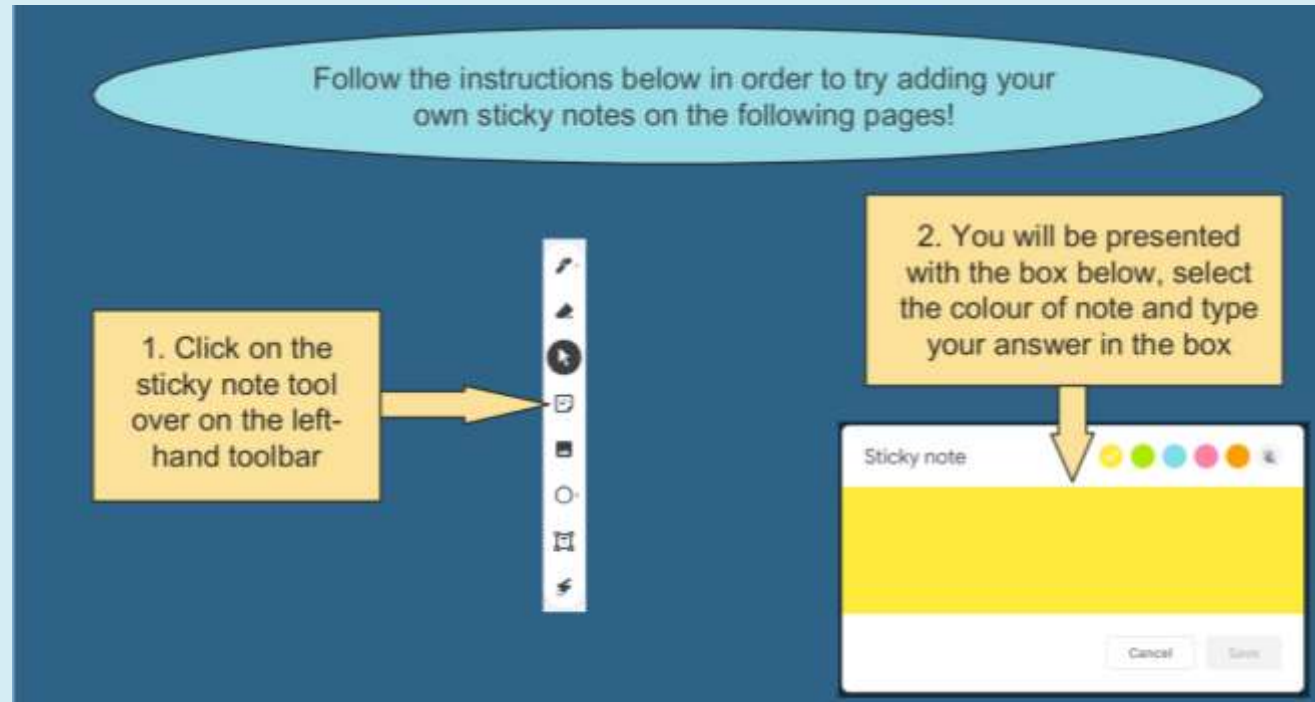 Follow the instructions below in order to try adding your
own sticky notes on the following pages!
1. Click on the
sticky note tool
over on the left-
hand toolbar
2. You will be presented
with the box below, select
the colour of note and type
your answer in the box
Sticky note
Cancel
Save